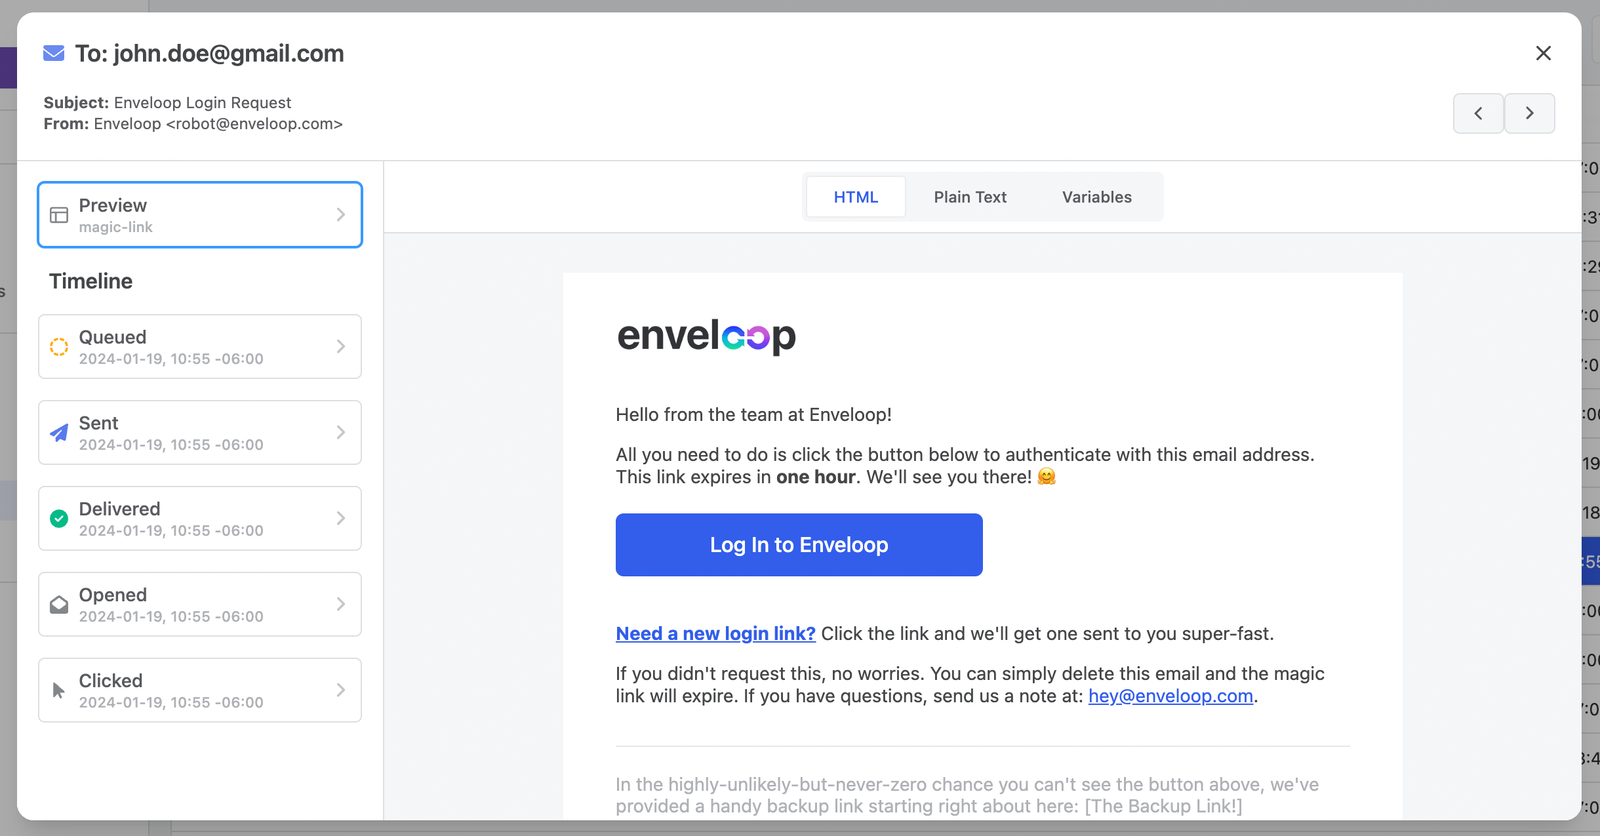 To: john.doe@gmail.com
Subject: Enveloop Login Request
From: Enveloop <robot@enveloop.com>
Preview
magic-link
Timeline
Queued
2024-01-19, 10:55 -06:00
Sent
2024-01-19, 10:55 -06:00
Delivered
2024-01-19, 10:55 -06:00
Opened
2024-01-19, 10:55 -06:00
Clicked
2024-01-19, 10:55 -06:00
HTML
Plain Text
Variables
enveloop
Hello from the team at Enveloop!
All you need to do is click the button below to authenticate with this email address.
This link expires in one hour. We'll see you there! 🤗
Log In to Enveloop
Need a new login link? Click the link and we'll get one sent to you super-fast.
If you didn't request this, no worries. You can simply delete this email and the magic
link will expire. If you have questions, send us a note at: hey@enveloop.com.
In the highly-unlikely-but-never-zero chance you can't see the button above, we've
provided a handy backup link starting right about here: [The Backup Link!]